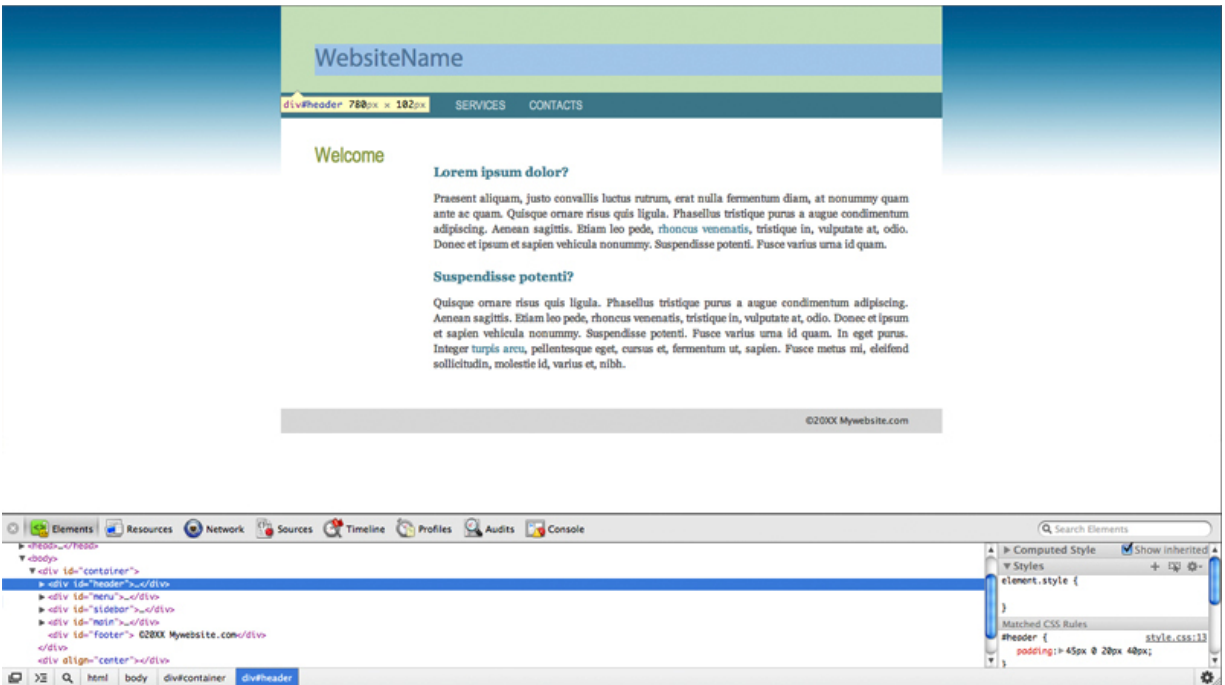 WebsiteName
div#header 780px × 102px
SERVICES CONTACTS
Welcome
Lorem ipsum dolor?
Praesent aliquam, justo convallis luctus rutrum, erat nulla fermentum diam, at nonummy quam
ante ac quam. Quisque ornare risus quis ligula. Phasellus tristique purus a augue condimentum
adipiscing. Aenean sagittis. Etiam leo pede, rhoncus venenatis, tristique in, vulputate at, odio.
Donec et ipsum et sapien vehicula nonummy. Suspendisse potenti. Fusce varius urna id quam.
Suspendisse potenti?
Quisque ornare risus quis ligula. Phasellus tristique purus a augue condimentum adipiscing.
Aenean sagittis. Etiam leo pede, rhoncus venenatis, tristique in, vulputate at, odio. Donec et ipsum
et sapien vehicula nonummy. Suspendisse potenti. Fusce varius urna id quam. In eget purus.
Integer turpis arcu, pellentesque eget, cursus et, fermentum ut, sapien. Fusce metus mi, eleifend
sollicitudin, molestie id, varius et, nibh.
©20XX Mywebsite.com
Elements Resources Network Sources Timeline Profiles Audits Console Search Elements
<head>…</head>
<body>
<div id="container">
<div id="header">…</div>
<div id="menu">…</div>
<div id="sidebar">…</div>
<div id="main">…</div>
<div id="footer"> ©20XX Mywebsite.com</div>
</div>
<div align="center"></div>
Computed Style Show inherited
Styles
element.style {
}
Matched CSS Rules
#header { style.css:13
padding: 45px 0 20px 40px;
}
html body div#container div#header